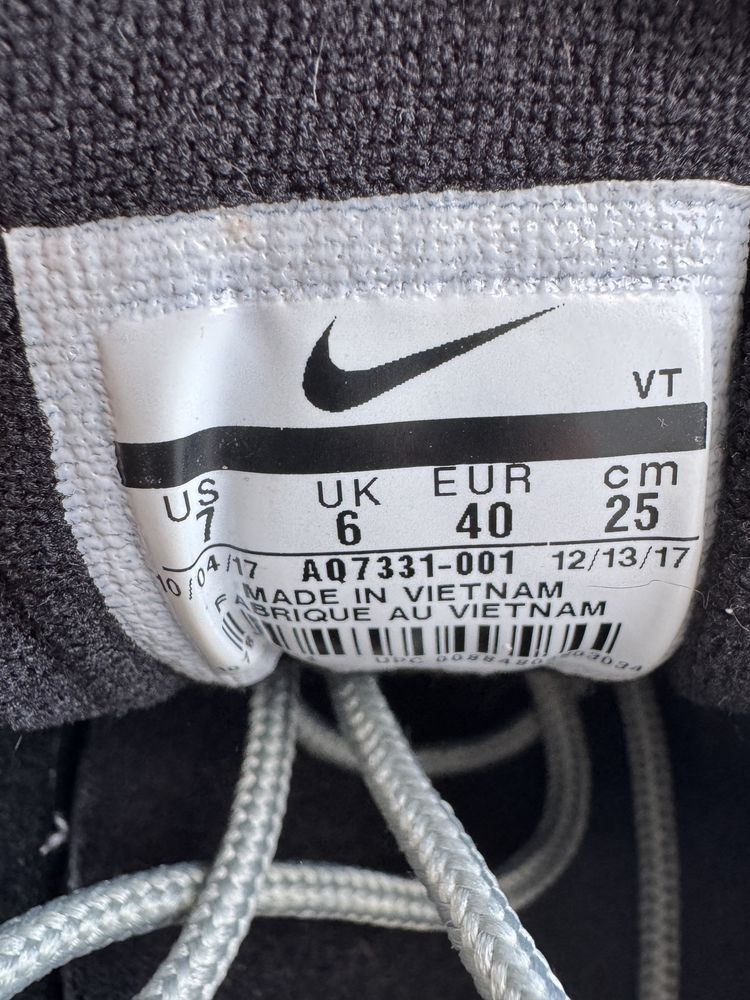 VT
US UK EUR cm
7 6 40 25
10/04/17 AQ7331-001 12/13/17
MADE IN VIETNAM
FABRIQUE AU VIETNAM
UPC